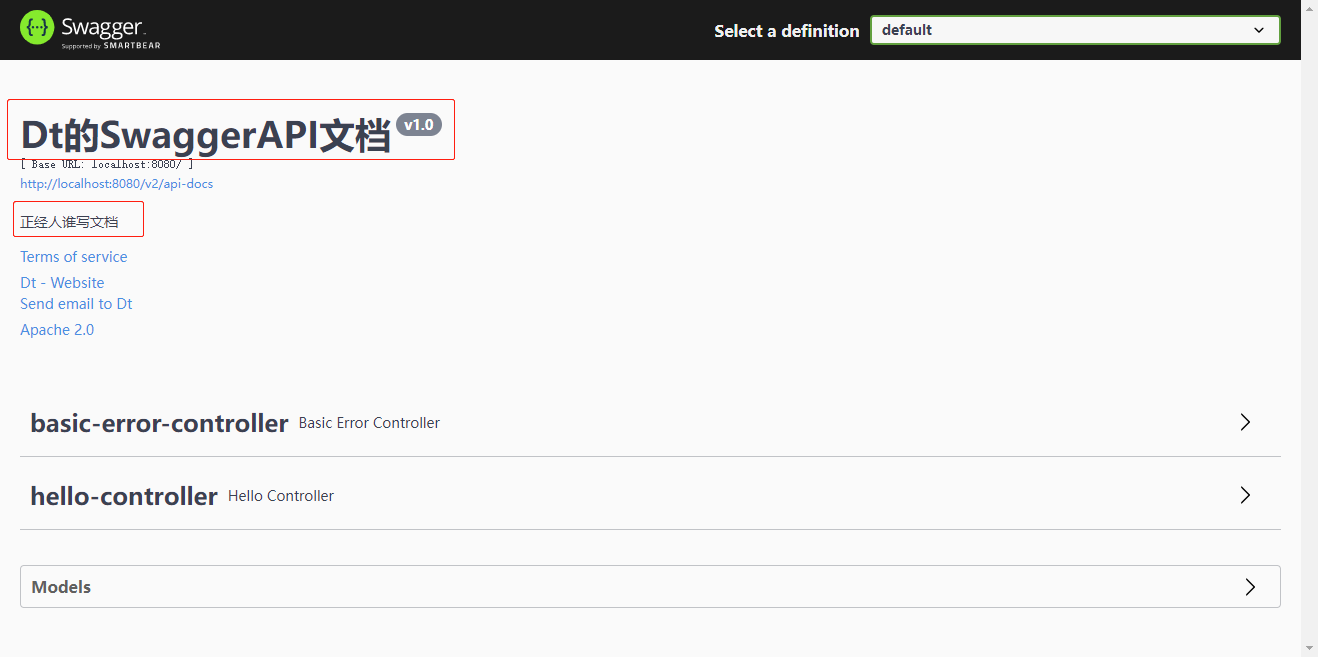 Swagger
Supported by SMARTBEAR
Select a definition
default
Dt的SwaggerAPI文档 v1.0
[ Base URL: localhost:8080/ ]
http://localhost:8080/v2/api-docs
正经人谁写文档
Terms of service
Dt - Website
Send email to Dt
Apache 2.0
basic-error-controller Basic Error Controller
hello-controller Hello Controller
Models